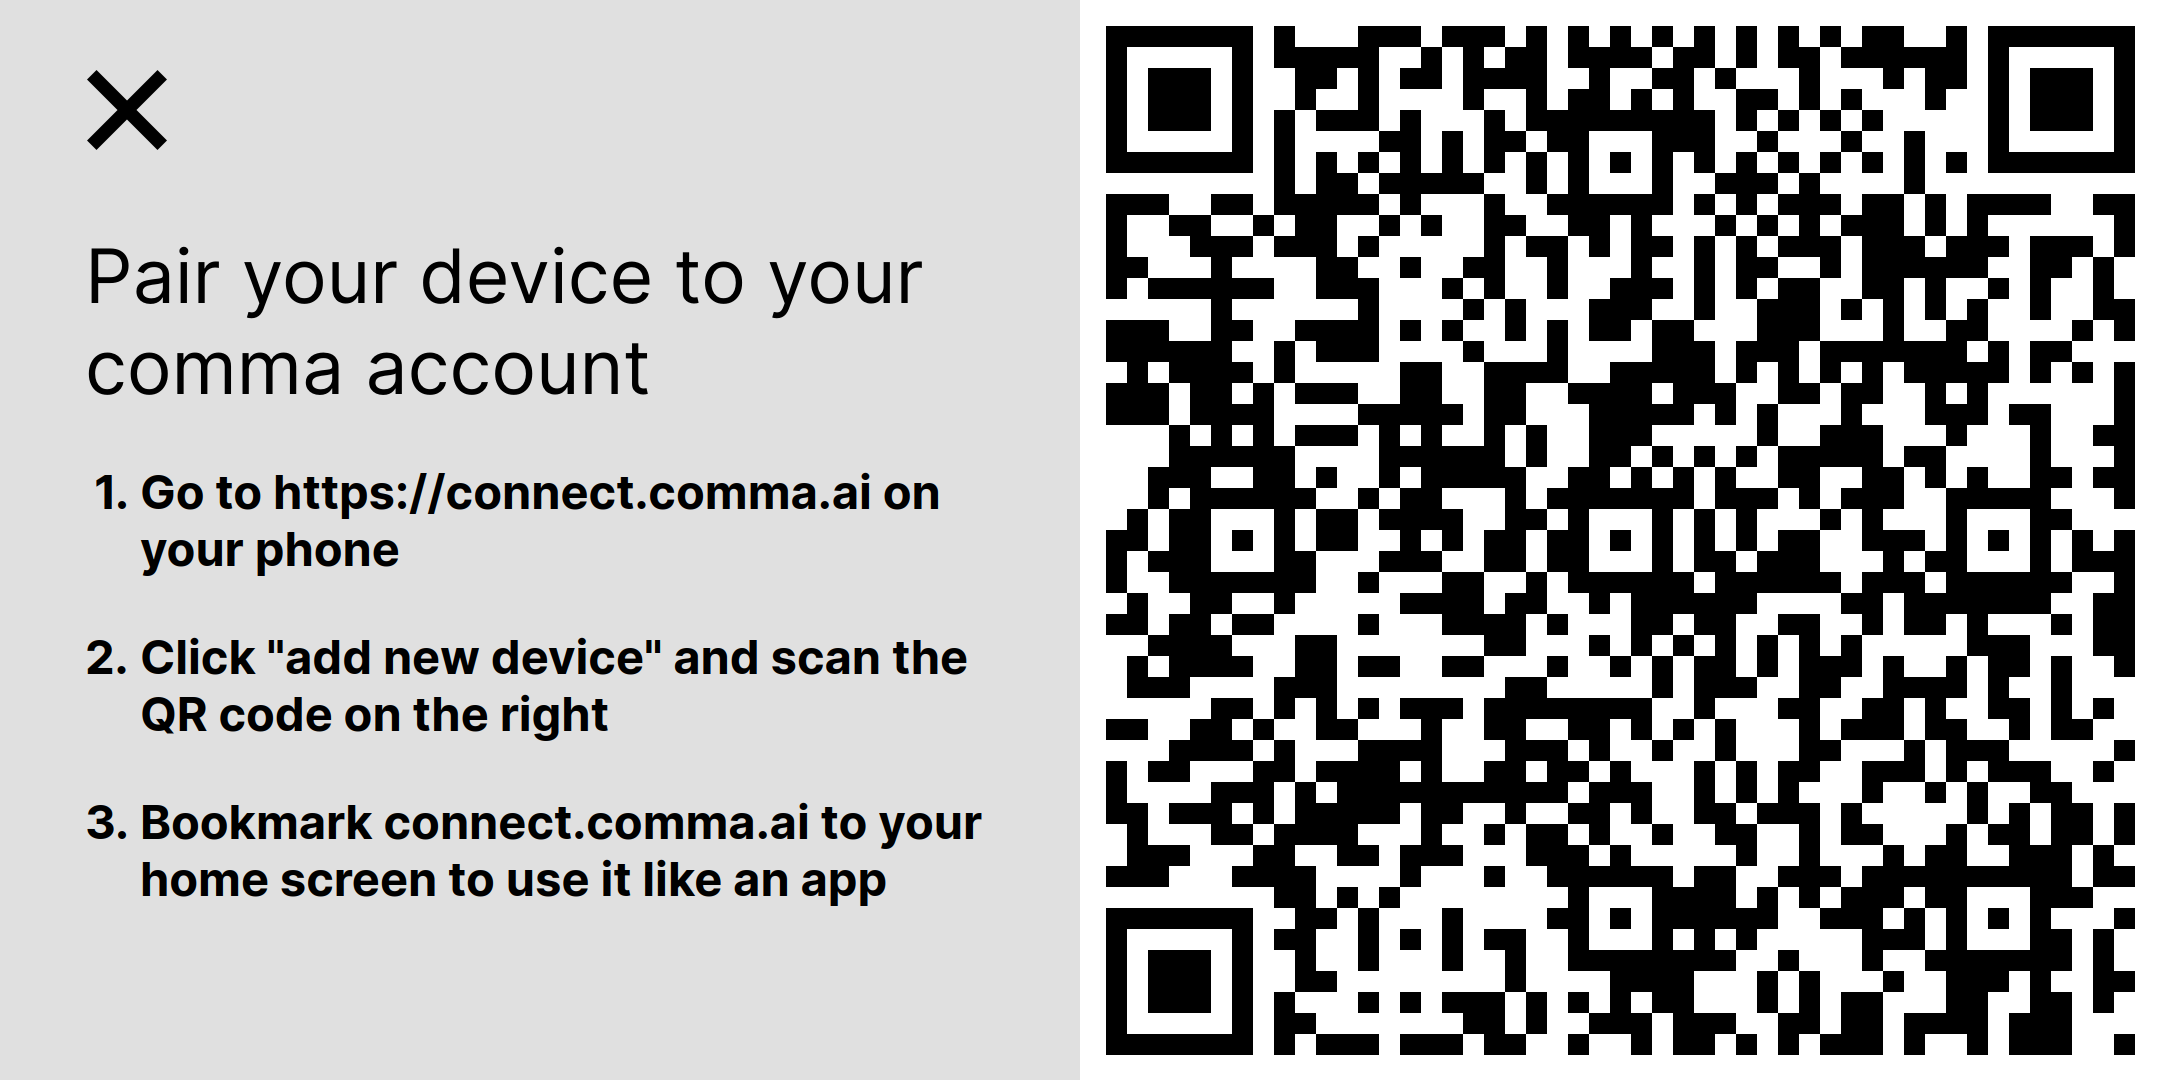 Pair your device to your
comma account
1. Go to https://connect.comma.ai on
your phone
2. Click "add new device" and scan the
QR code on the right
3. Bookmark connect.comma.ai to your
home screen to use it like an app